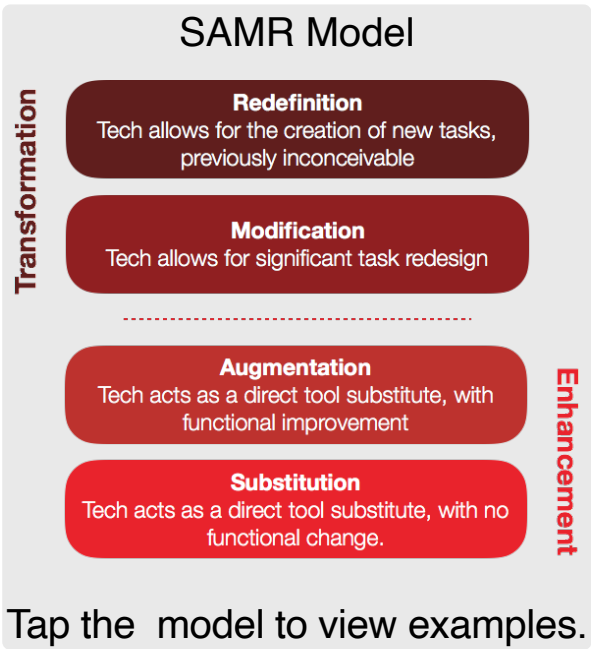 SAMR Model
Transformation
Redefinition
Tech allows for the creation of new tasks,
previously inconceivable
Modification
Tech allows for significant task redesign
Augmentation
Tech acts as a direct tool substitute, with
functional improvement
Enhancement
Substitution
Tech acts as a direct tool substitute, with no
functional change.
Tap the  model to view examples.